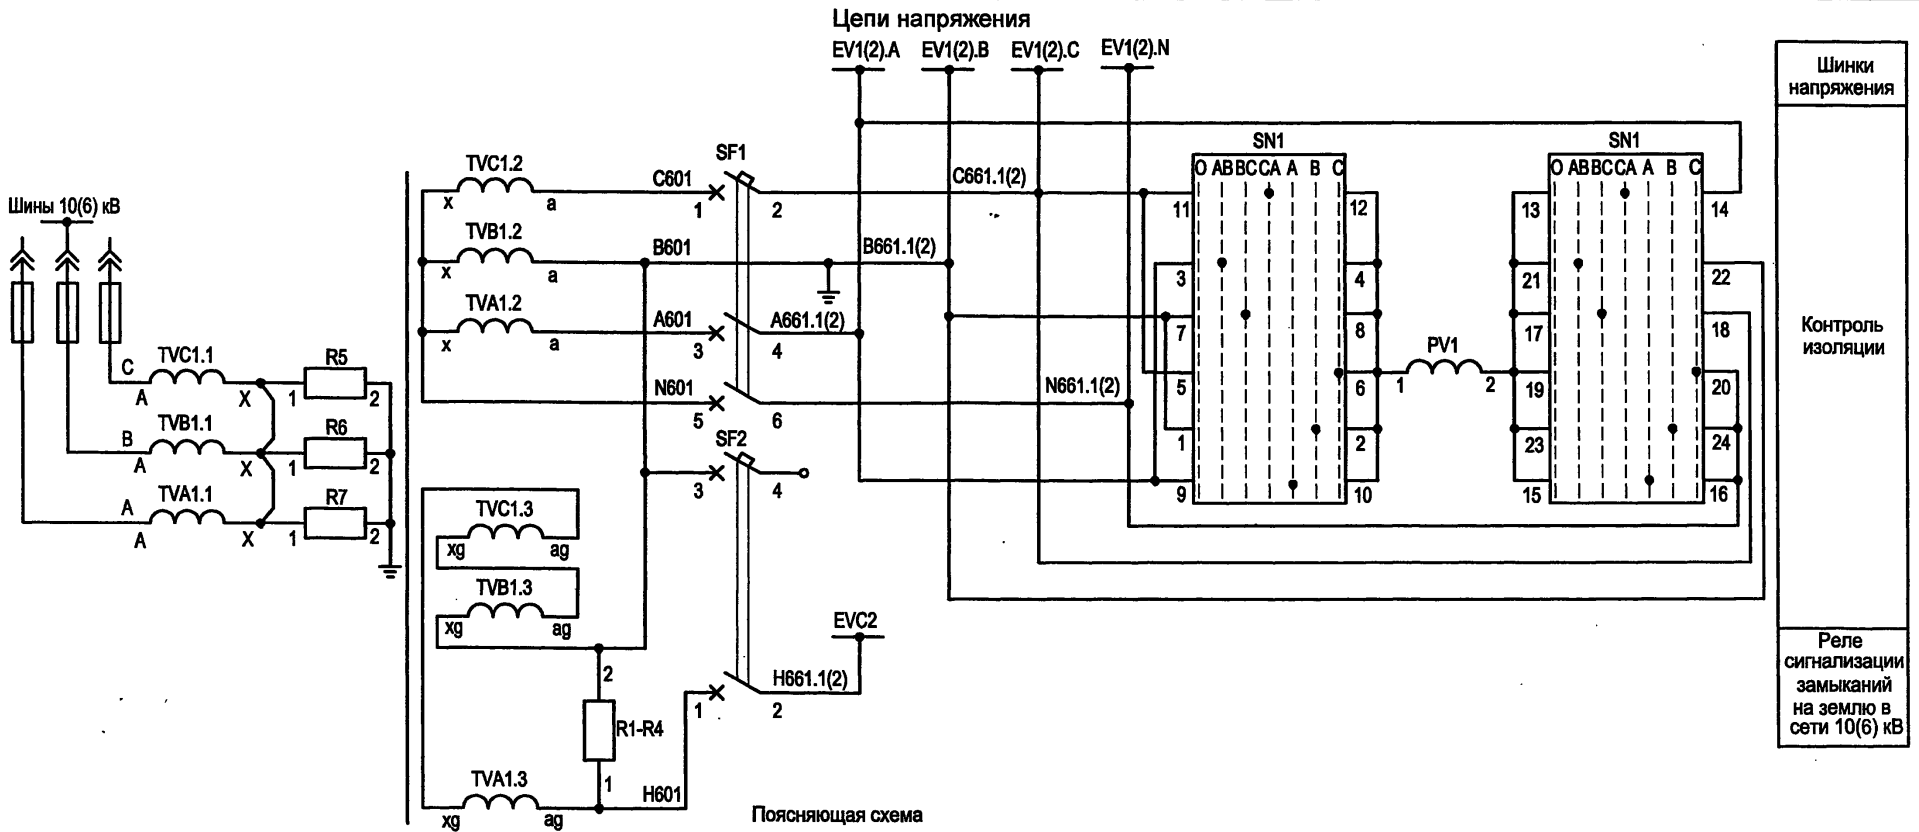 Цепи напряжения
EV1(2).A EV1(2).B EV1(2).C EV1(2).N
Шинки
напряжения
Контроль
изоляции
Реле
сигнализации
замыканий
на землю в
сети 10(6) кВ
Шины 10(6) кВ
C
TVC1.1
A
X
1
R5
2
B
TVB1.1
A
X
1
R6
2
A
TVA1.1
A
X
1
R7
2
TVC1.2
x
a
C601
SF1
1
2
C661.1(2)
TVB1.2
x
a
B601
B661.1(2)
TVA1.2
x
a
A601
3
4
A661.1(2)
N601
5
6
N661.1(2)
SF2
3
4
TVC1.3
xg
ag
TVB1.3
xg
ag
2
R1-R4
1
TVA1.3
xg
ag
H601
1
2
H661.1(2)
EVC2
SN1
O AB BC CA A B C
11
12
3
4
7
8
5
6
1
2
9
10
PV1
1
2
SN1
O AB BC CA A B C
13
14
21
22
17
18
19
20
23
24
15
16
Поясняющая схема